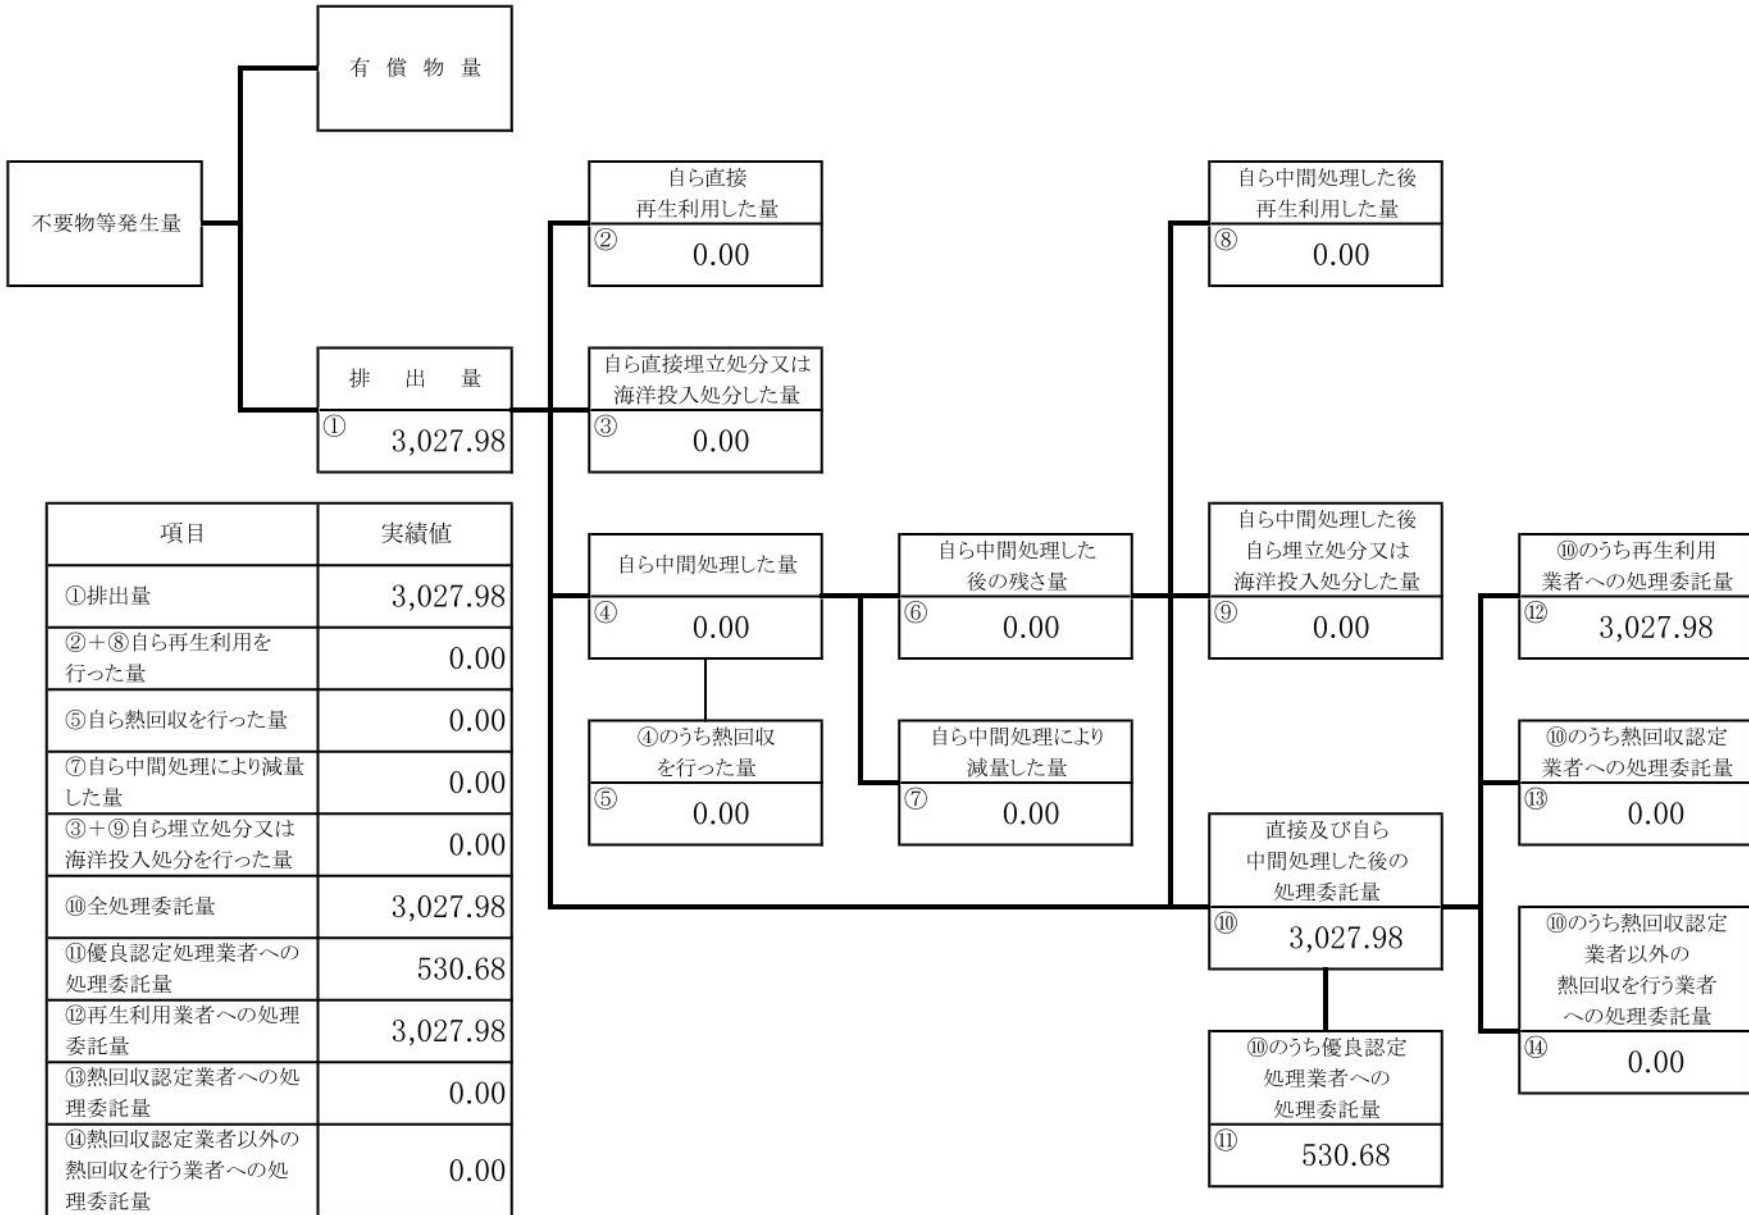 有 償 物 量
不要物等発生量
排 出 量
①
3,027.98
自ら直接
再生利用した量
②
0.00
自ら直接埋立処分又は
海洋投入処分した量
③
0.00
自ら中間処理した量
④
0.00
④のうち熱回収
を行った量
⑤
0.00
自ら中間処理した
後の残さ量
⑥
0.00
自ら中間処理により
減量した量
⑦
0.00
自ら中間処理した後
再生利用した量
⑧
0.00
自ら中間処理した後
自ら埋立処分又は
海洋投入処分した量
⑨
0.00
直接及び自ら
中間処理した後の
処理委託量
⑩
3,027.98
⑩のうち優良認定
処理業者への
処理委託量
⑪
530.68
⑩のうち再生利用
業者への処理委託量
⑫
3,027.98
⑩のうち熱回収認定
業者への処理委託量
⑬
0.00
⑩のうち熱回収認定
業者以外の
熱回収を行う業者
への処理委託量
⑭
0.00
項目 実績値
①排出量 3,027.98
②+⑧自ら再生利用を
行った量
0.00
⑤自ら熱回収を行った量 0.00
⑦自ら中間処理により減量
した量
0.00
③+⑨自ら埋立処分又は
海洋投入処分を行った量
0.00
⑩全処理委託量 3,027.98
⑪優良認定処理業者への
処理委託量
530.68
⑫再生利用業者への処理
委託量
3,027.98
⑬熱回収認定業者への処
理委託量
0.00
⑭熱回収認定業者以外の
熱回収を行う業者への処
理委託量
0.00